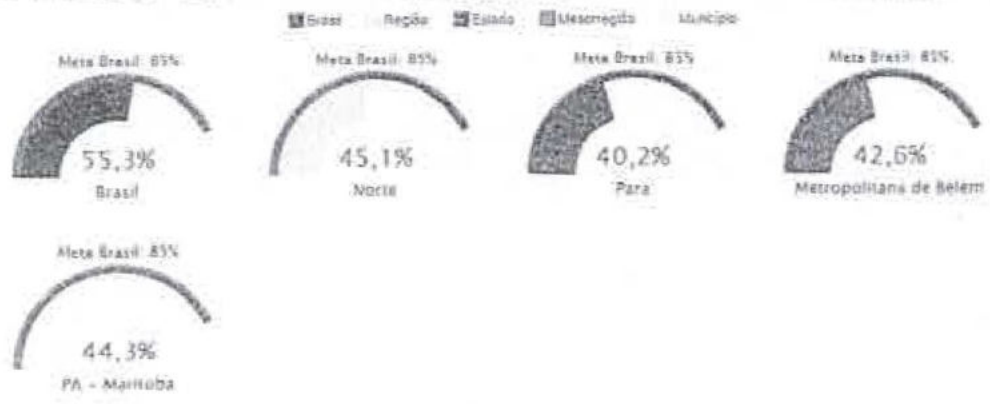 Brasil Região Estado Mesorregião Município
Meta Brasil: 85% Meta Brasil: 85% Meta Brasil: 85% Meta Brasil: 85%
55,3% 45,1% 40,2% 42,6%
Brasil Norte Pará Metropolitana de Belém
Meta Brasil: 85%
44,3%
PA - Marituba